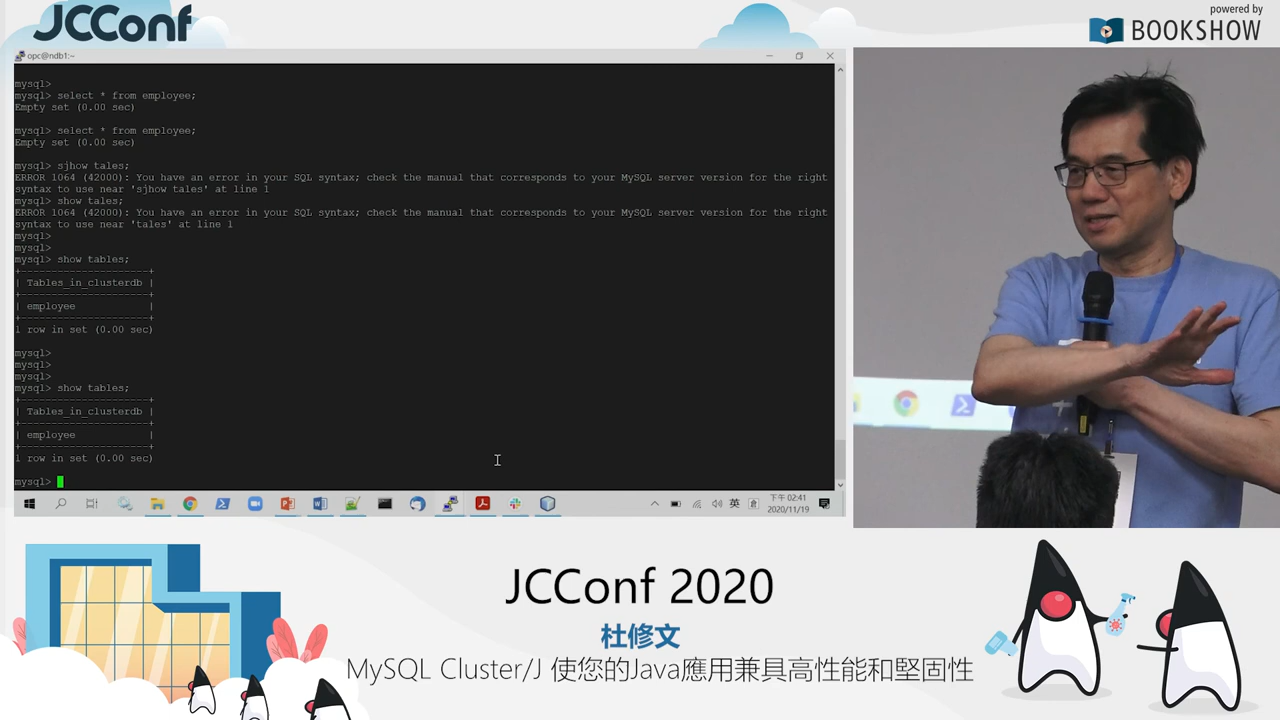 JCConf
powered by
BOOKSHOW
opc@ndb1:~
mysql>
mysql> select * from employee;
Empty set (0.00 sec)
mysql> select * from employee;
Empty set (0.00 sec)
mysql> sjhow tales;
ERROR 1064 (42000): You have an error in your SQL syntax; check the manual that corresponds to your MySQL server version for the right
syntax to use near 'sjhow tales' at line 1
mysql> show tales;
ERROR 1064 (42000): You have an error in your SQL syntax; check the manual that corresponds to your MySQL server version for the right
syntax to use near 'tales' at line 1
mysql>
mysql>
mysql> show tables;
+---------------------+
| Tables_in_clusterdb |
+---------------------+
| employee            |
+---------------------+
1 row in set (0.00 sec)
mysql>
mysql>
mysql>
mysql> show tables;
+---------------------+
| Tables_in_clusterdb |
+---------------------+
| employee            |
+---------------------+
1 row in set (0.00 sec)
mysql>
英
下午 02:41
2020/11/19
JCConf 2020
杜修文
MySQL Cluster/J 使您的Java應用兼具高性能和堅固性